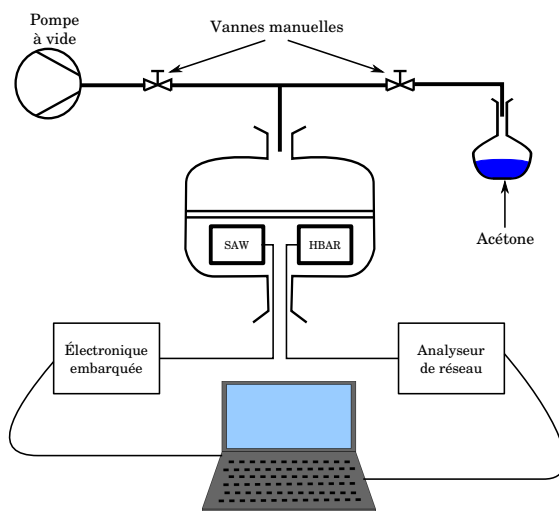 Pompe
à vide
Vannes manuelles
Acétone
SAW
HBAR
Électronique
embarquée
Analyseur
de réseau